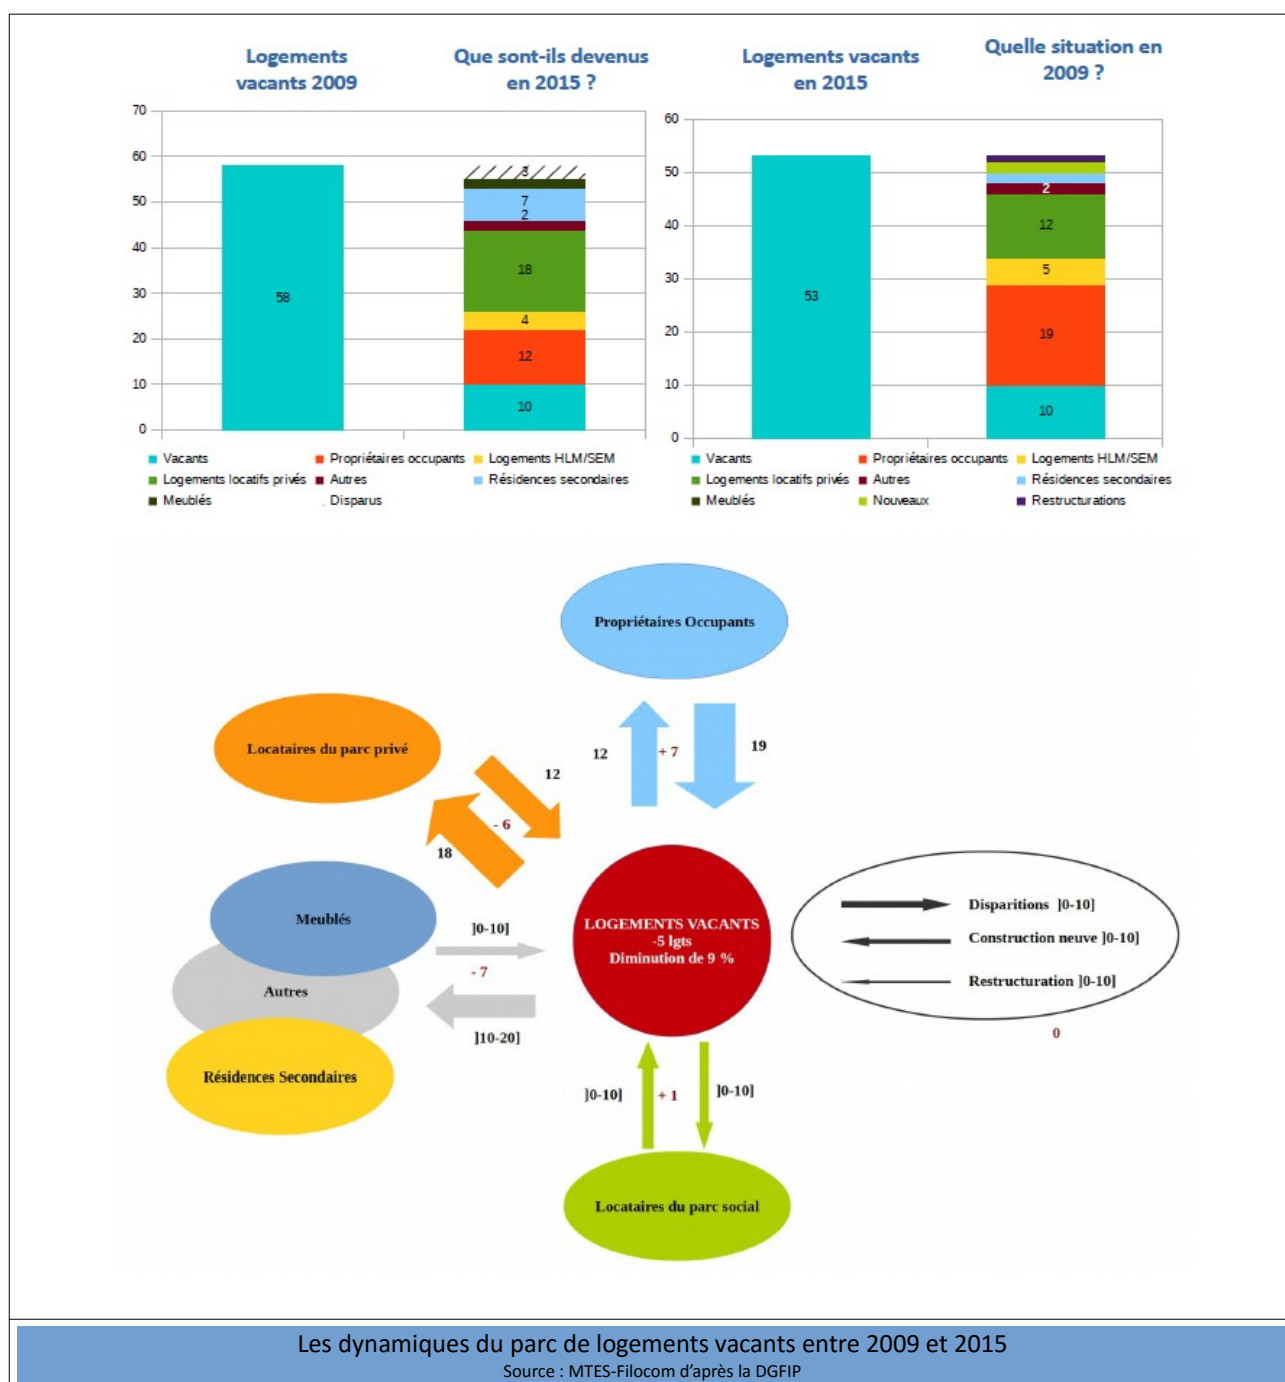 Logements
vacants 2009
Que sont-ils devenus
en 2015 ?
70
60
50
40
30
20
10
0
58
3
7
2
18
4
12
10
Vacants
Propriétaires occupants
Logements HLM/SEM
Logements locatifs privés
Autres
Résidences secondaires
Meublés
Disparus
Logements vacants
en 2015
Quelle situation en
2009 ?
60
50
40
30
20
10
0
53
2
12
5
19
10
Vacants
Propriétaires occupants
Logements HLM/SEM
Logements locatifs privés
Autres
Résidences secondaires
Meublés
Nouveaux
Restructurations
Propriétaires Occupants
12
+ 7
19
Locataires du parc privé
12
- 6
18
Meublés
Autres
Résidences Secondaires
]0-10]
- 7
]10-20]
LOGEMENTS VACANTS
-5 lgts
Diminution de 9 %
Disparitions ]0-10]
Construction neuve ]0-10]
Restructuration ]0-10]
0
]0-10]
+ 1
]0-10]
Locataires du parc social
Les dynamiques du parc de logements vacants entre 2009 et 2015
Source : MTES-Filocom d’après la DGFIP